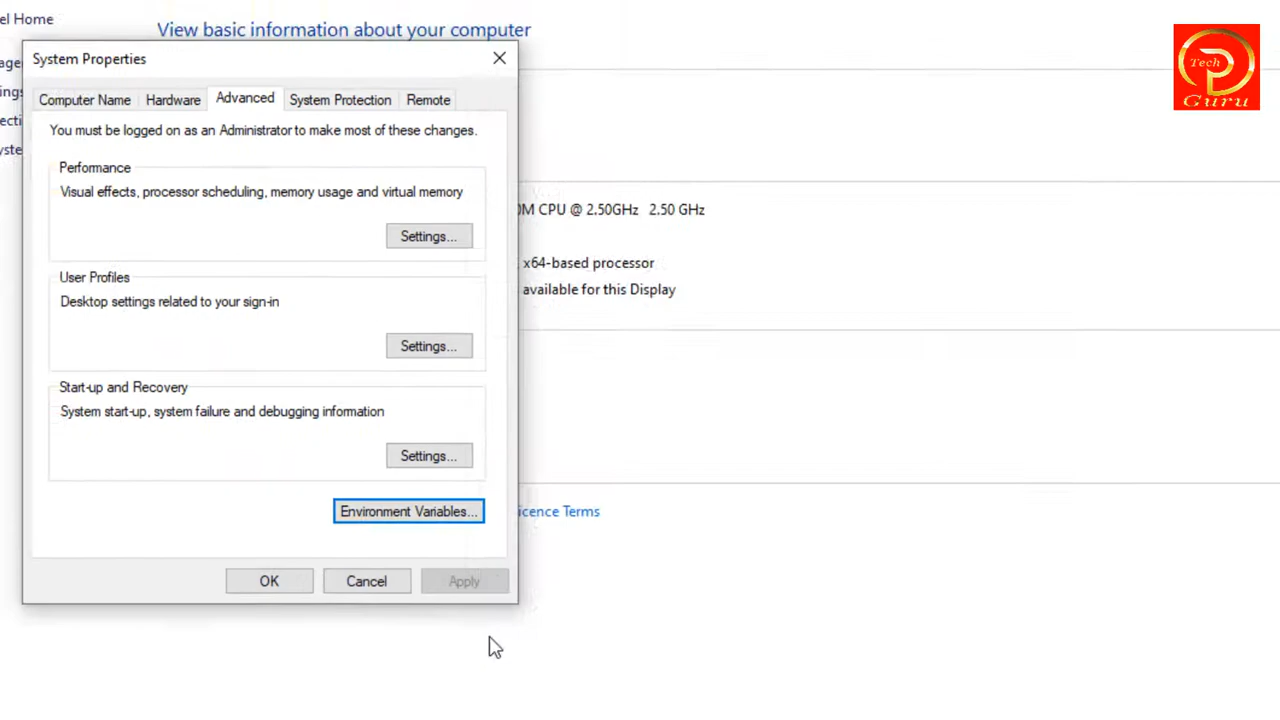 el Home
View basic information about your computer
System Properties
Computer Name
Hardware
Advanced
System Protection
Remote
You must be logged on as an Administrator to make most of these changes.
Performance
Visual effects, processor scheduling, memory usage and virtual memory
Settings...
User Profiles
Desktop settings related to your sign-in
Settings...
Start-up and Recovery
System start-up, system failure and debugging information
Settings...
Environment Variables...
OK
Cancel
Apply
0M CPU @ 2.50GHz 2.50 GHz
x64-based processor
available for this Display
icence Terms
Tech
Guru